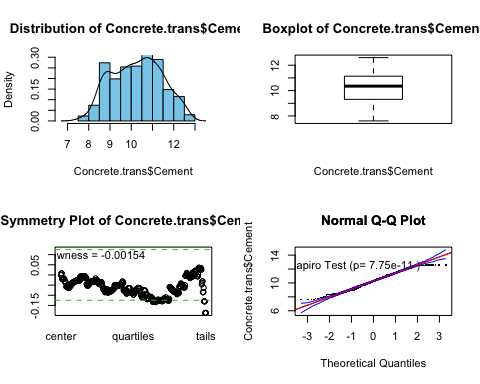 Distribution of Concrete.trans$Ceme
Density
0.00 0.15 0.30
7 8 9 10 12
Concrete.trans$Cement
Boxplot of Concrete.trans$Cemen
8 10 12
Concrete.trans$Cement
Symmetry Plot of Concrete.trans$Cen
wness = -0.00154
-0.15 0.05
center quartiles tails
Normal Q-Q Plot
Concrete.trans$Cement
apiro Test (p= 7.75e-11 )
6 10 14
-3 -2 -1 0 1 2 3
Theoretical Quantiles